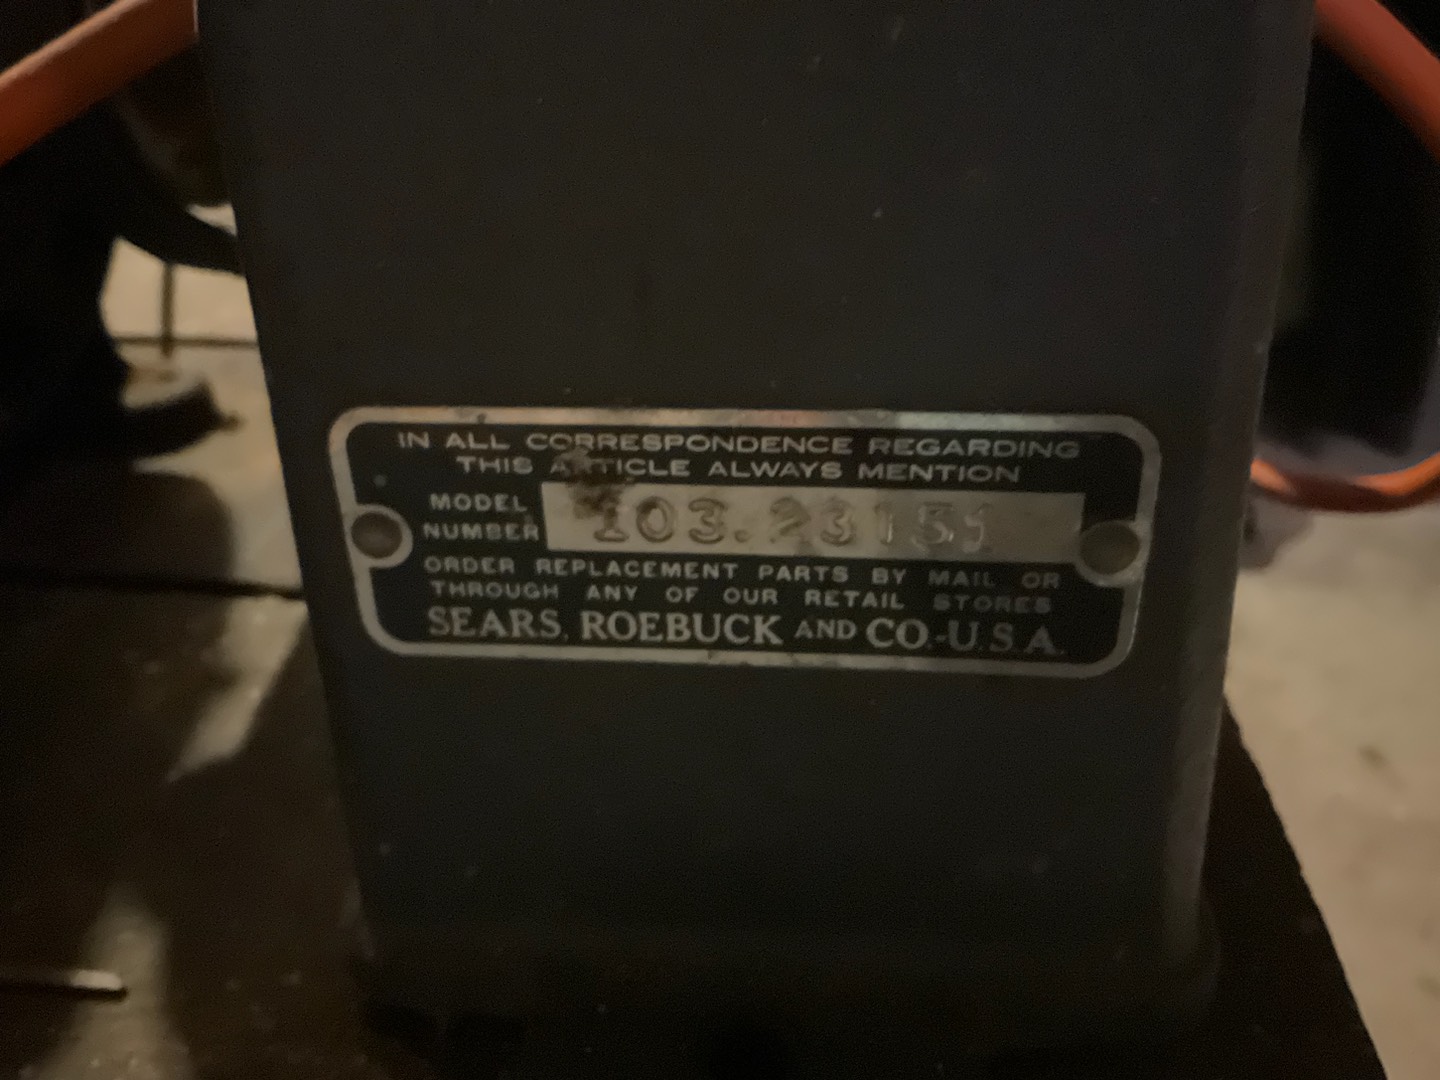 IN ALL CORRESPONDENCE REGARDING
THIS ARTICLE ALWAYS MENTION
MODEL
NUMBER 103.23151
ORDER REPLACEMENT PARTS BY MAIL OR
THROUGH ANY OF OUR RETAIL STORES
SEARS, ROEBUCK AND CO.-U.S.A.